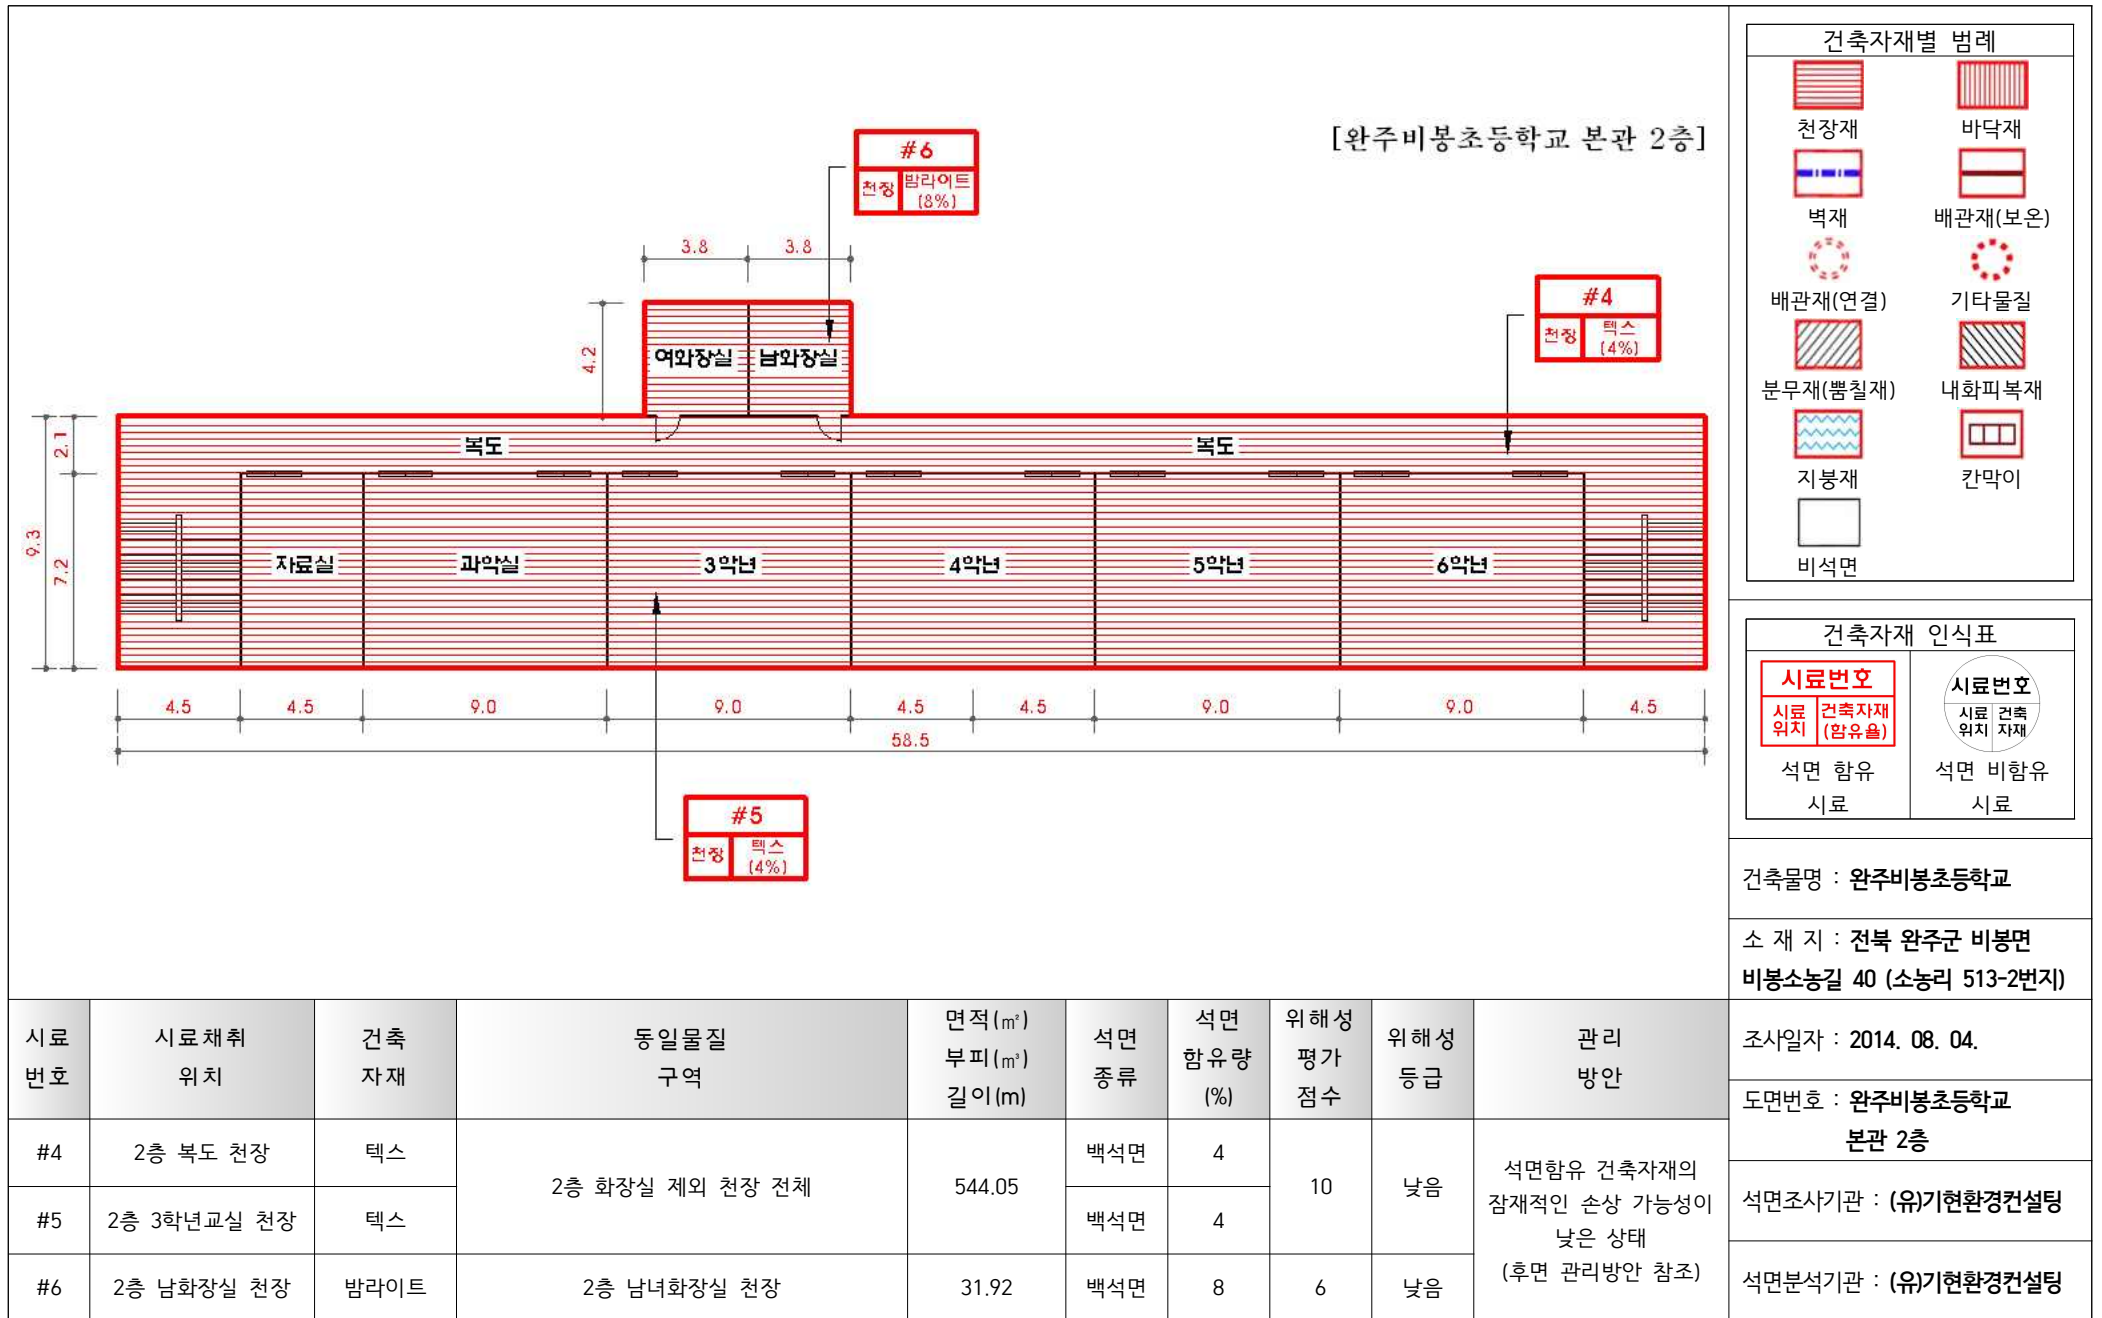 [완주비봉초등학교 본관 2층]
#6
천장
밤라이트
(8%)
3.8
3.8
#4
천장
텍스
(4%)
4.2
여화장실
남화장실
2.1
9.3
7.2
복도
복도
자료실
과악실
3악년
4악년
5악년
6악년
4.5
4.5
9.0
9.0
4.5
4.5
9.0
9.0
4.5
58.5
#5
천장
텍스
(4%)
건축자재별 범례
천장재
바닥재
벽재
배관재(보온)
배관재(연결)
기타물질
분무재(뿜칠재)
내화피복재
지붕재
칸막이
비석면
건축자재 인식표
시료번호
시료
위치
건축자재
(함유율)
시료번호
시료
위치
건축
자재
석면 함유
시료
석면 비함유
시료
건축물명 : 완주비봉초등학교
소 재 지 : 전북 완주군 비봉면
비봉소농길 40 (소농리 513-2번지)
조사일자 : 2014. 08. 04.
도면번호 : 완주비봉초등학교
본관 2층
석면조사기관 : (유)기현환경컨설팅
석면분석기관 : (유)기현환경컨설팅
시료
번호
시료채취
위치
건축
자재
동일물질
구역
면적(㎡)
부피(㎥)
길이(m)
석면
종류
석면
함유량
(%)
위해성
평가
점수
위해성
등급
관리
방안
#4 2층 복도 천장 텍스 2층 화장실 제외 천장 전체 544.05 백석면 4 10 낮음
#5 2층 3학년교실 천장 텍스 백석면 4
#6 2층 남화장실 천장 밤라이트 2층 남녀화장실 천장 31.92 백석면 8 6 낮음
석면함유 건축자재의
잠재적인 손상 가능성이
낮은 상태
(후면 관리방안 참조)